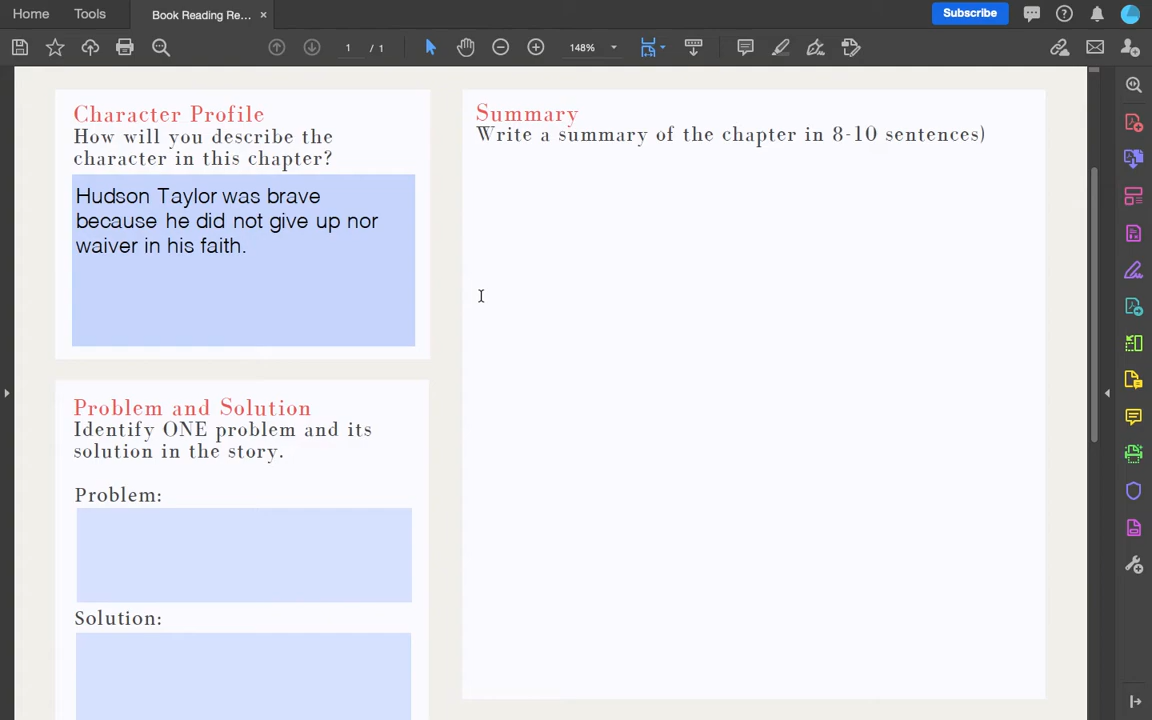 Home
Tools
Book Reading Re...
Subscribe
1 / 1
148%
Character Profile
How will you describe the
character in this chapter?
Hudson Taylor was brave
because he did not give up nor
waiver in his faith.
Problem and Solution
Identify ONE problem and its
solution in the story.
Problem:
Solution:
Summary
Write a summary of the chapter in 8-10 sentences)